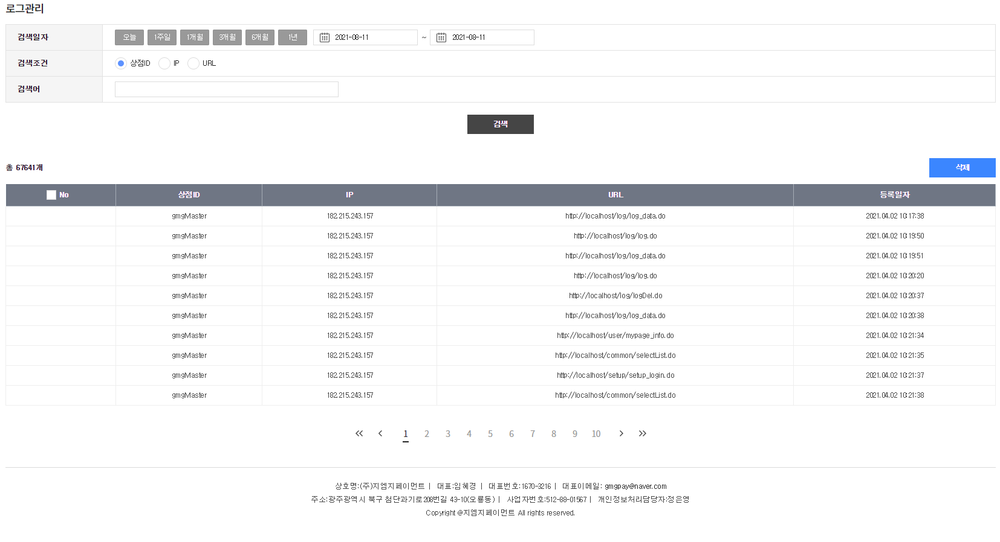 로그관리
검색일자 오늘 1주일 1개월 3개월 6개월 1년 2021-08-11 ~ 2021-08-11
검색조건 상점ID IP URL
검색어
검색
총 67641개 삭제
No 상점ID IP URL 등록일자
gmgMaster 182.215.243.157 http://localhost/log/log_data.do 2021.04.02 10:17:38
gmgMaster 182.215.243.157 http://localhost/log/log.do 2021.04.02 10:19:50
gmgMaster 182.215.243.157 http://localhost/log/log_data.do 2021.04.02 10:19:51
gmgMaster 182.215.243.157 http://localhost/log/log.do 2021.04.02 10:20:20
gmgMaster 182.215.243.157 http://localhost/log/logDel.do 2021.04.02 10:20:37
gmgMaster 182.215.243.157 http://localhost/log/log_data.do 2021.04.02 10:20:38
gmgMaster 182.215.243.157 http://localhost/user/mypage_info.do 2021.04.02 10:21:34
gmgMaster 182.215.243.157 http://localhost/common/selectList.do 2021.04.02 10:21:35
gmgMaster 182.215.243.157 http://localhost/setup/setup_login.do 2021.04.02 10:21:37
gmgMaster 182.215.243.157 http://localhost/common/selectList.do 2021.04.02 10:21:38
1 2 3 4 5 6 7 8 9 10
상호명:(주)지엠지페이먼트 | 대표:임혜경 | 대표번호:1670-3216 | 대표이메일: gmgpay@naver.com
주소:광주광역시 북구 첨단과기로208번길 43-10(오룡동) | 사업자번호:512-88-01567 | 개인정보처리담당자:정은영
Copyright @지엠지페이먼트 All rights reserved.